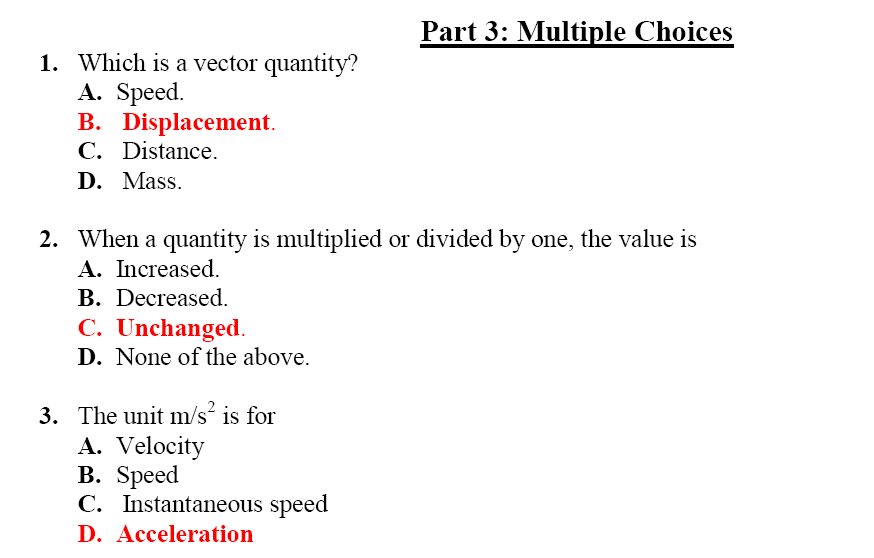 Part 3: Multiple Choices
1. Which is a vector quantity?
A. Speed.
B. Displacement.
C. Distance.
D. Mass.
2. When a quantity is multiplied or divided by one, the value is
A. Increased.
B. Decreased.
C. Unchanged.
D. None of the above.
3. The unit m/s² is for
A. Velocity
B. Speed
C. Instantaneous speed
D. Acceleration